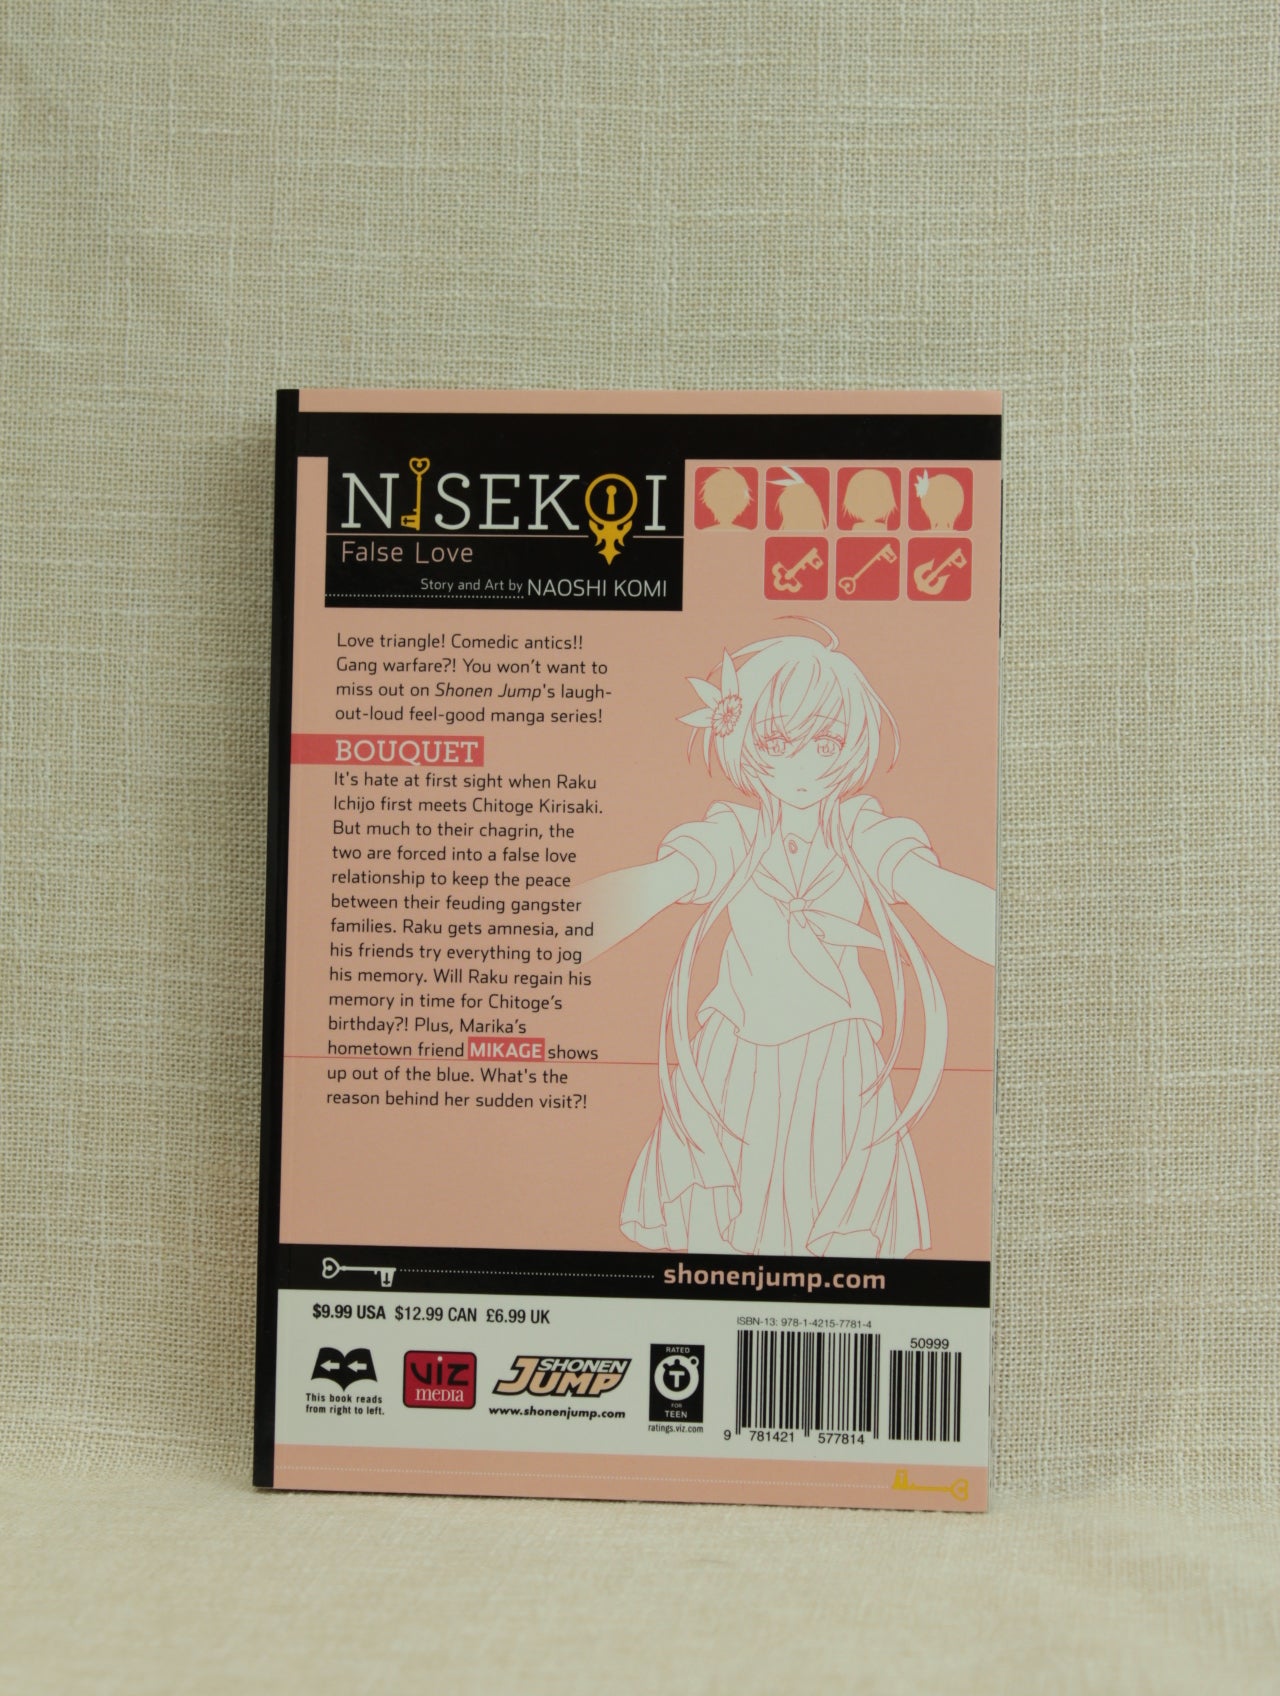 NISEKOI
False Love
Story and Art by NAOSHI KOMI
Love triangle! Comedic antics!!
Gang warfare?! You won't want to
miss out on Shonen Jump's laugh-
out-loud feel-good manga series!
BOUQUET
It's hate at first sight when Raku
Ichijo first meets Chitoge Kirisaki.
But much to their chagrin, the
two are forced into a false love
relationship to keep the peace
between their feuding gangster
families. Raku gets amnesia, and
his friends try everything to jog
his memory. Will Raku regain his
memory in time for Chitoge's
birthday?! Plus, Marika's
hometown friend MIKAGE shows
up out of the blue. What's the
reason behind her sudden visit?!
shonenjump.com
$9.99 USA $12.99 CAN £6.99 UK
This book reads
from right to left.
VIZ
MEDIA
SHONEN
JUMP
www.shonenjump.com
RATED
T
FOR
TEEN
ratings.viz.com
ISBN-13: 978-1-4215-7781-4
50999
9 781421 577814